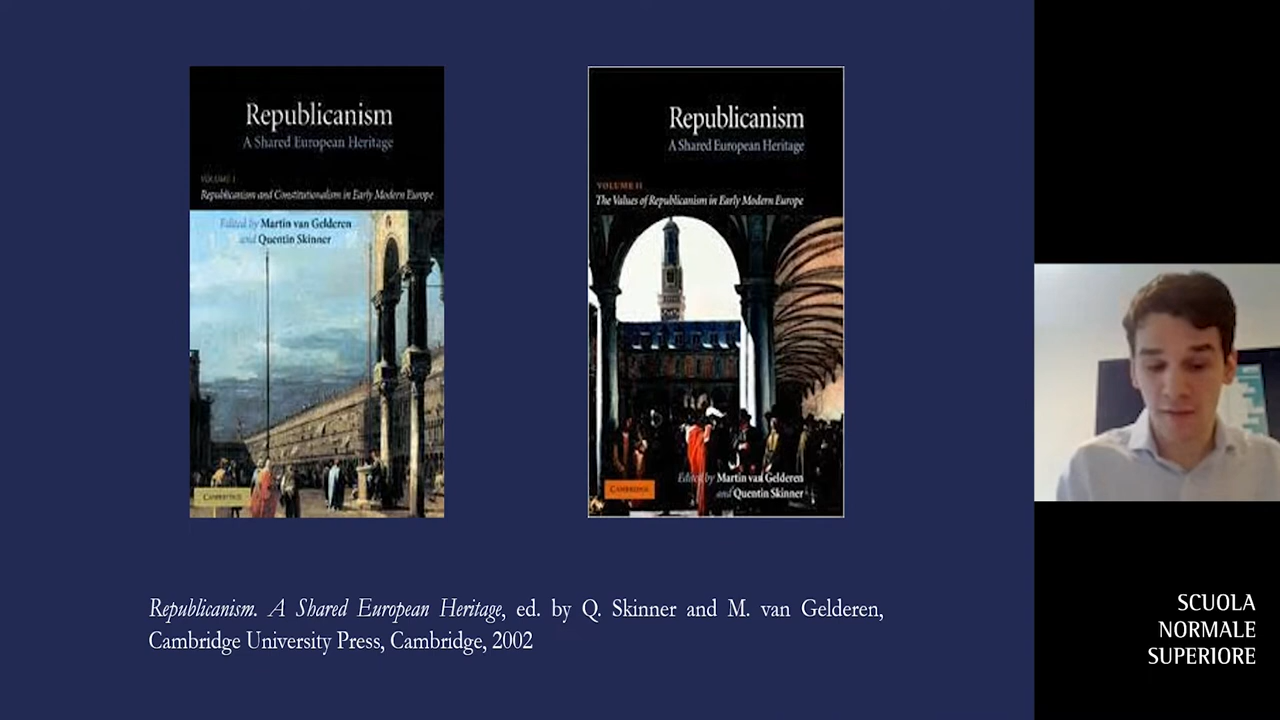 Republicanism
A Shared European Heritage
VOLUME I
Republicanism and Constitutionalism in Early Modern Europe
Edited by Martin van Gelderen
and Quentin Skinner
CAMBRIDGE
Republicanism
A Shared European Heritage
VOLUME II
The Values of Republicanism in Early Modern Europe
CAMBRIDGE
Edited by Martin van Gelderen
and Quentin Skinner
Republicanism. A Shared European Heritage, ed. by Q. Skinner and M. van Gelderen,
Cambridge University Press, Cambridge, 2002
SCUOLA
NORMALE
SUPERIORE